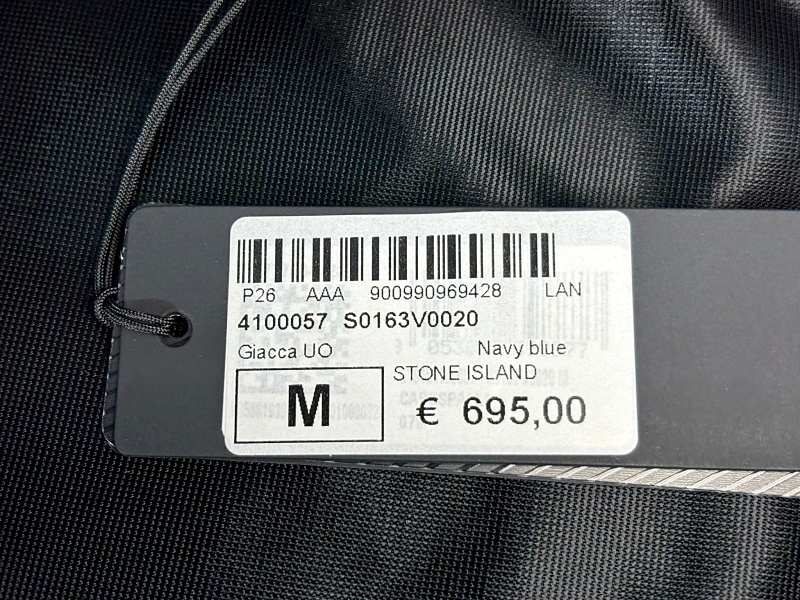 P26 AAA 900990969428 LAN
4100057 S0163V0020
Giacca UO Navy blue
STONE ISLAND
M € 695,00